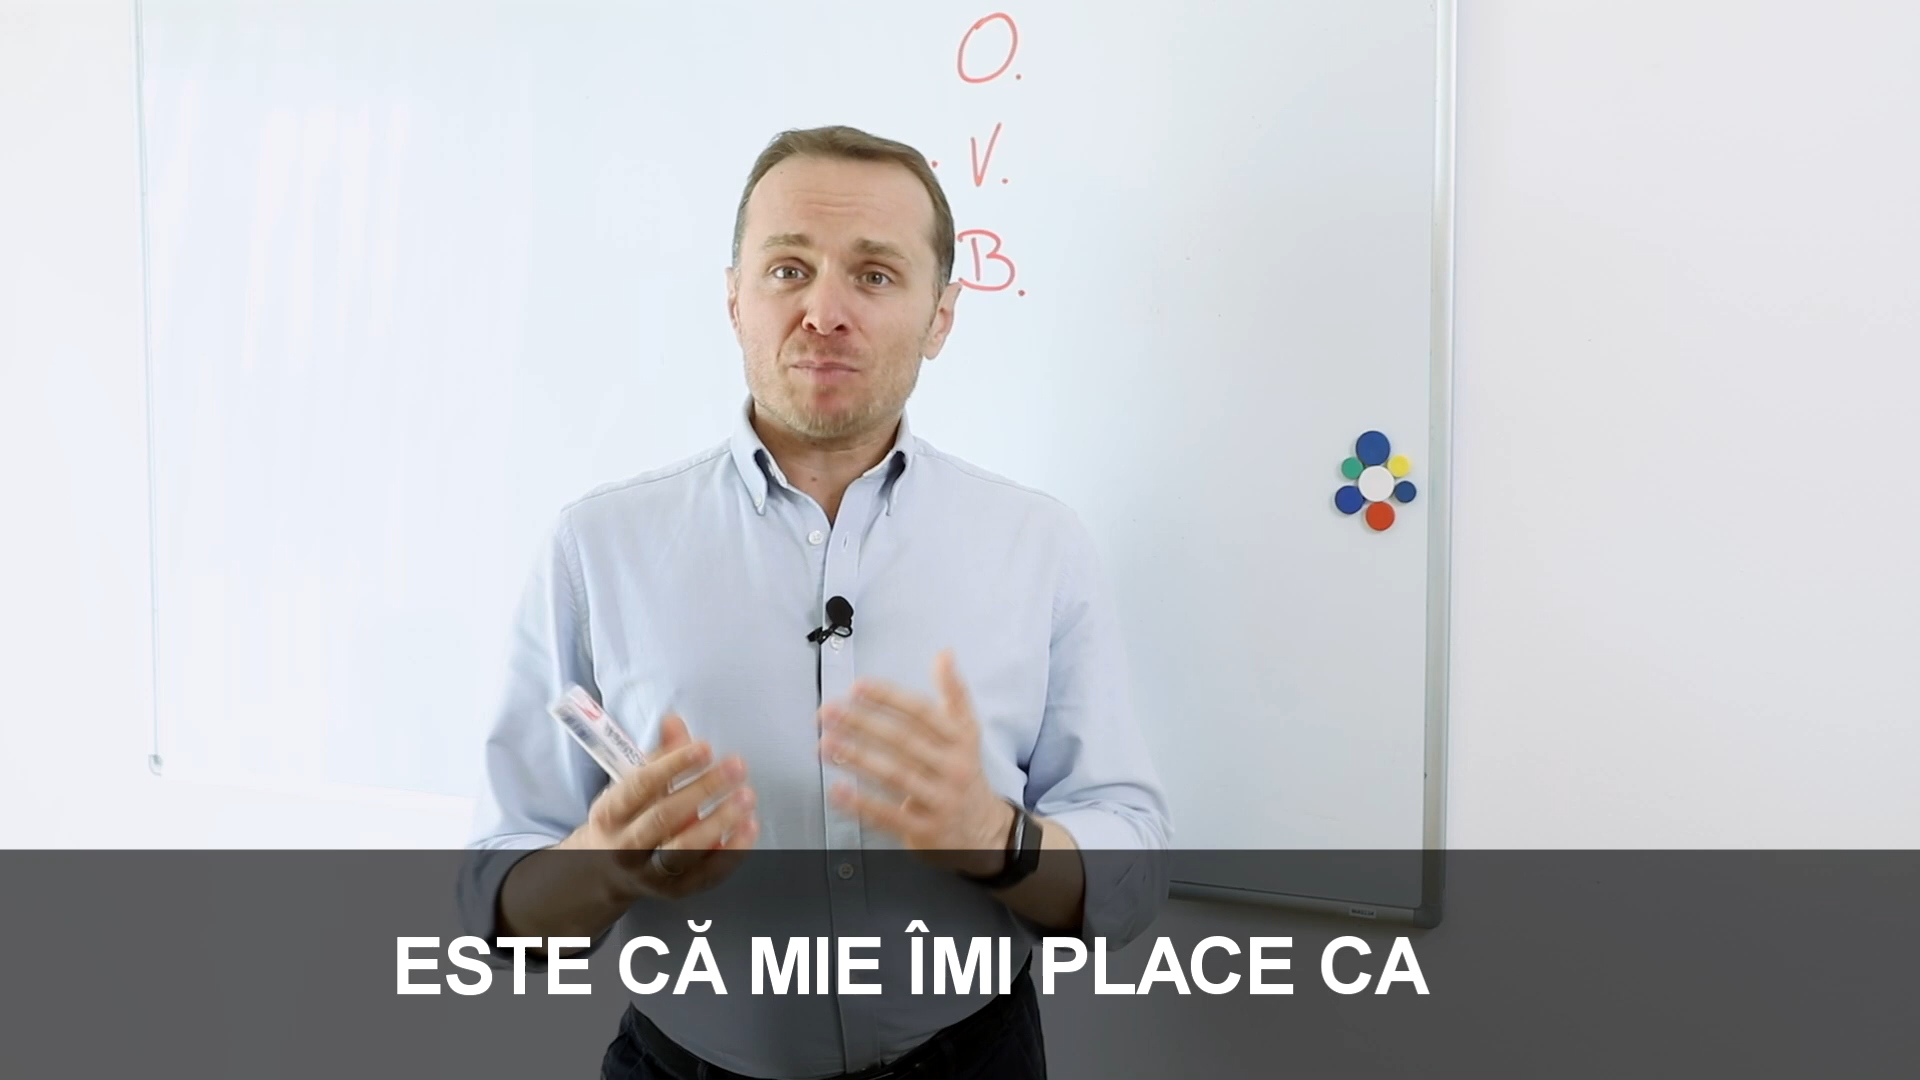 O.
V.
B.
ESTE CĂ MIE ÎMI PLACE CA